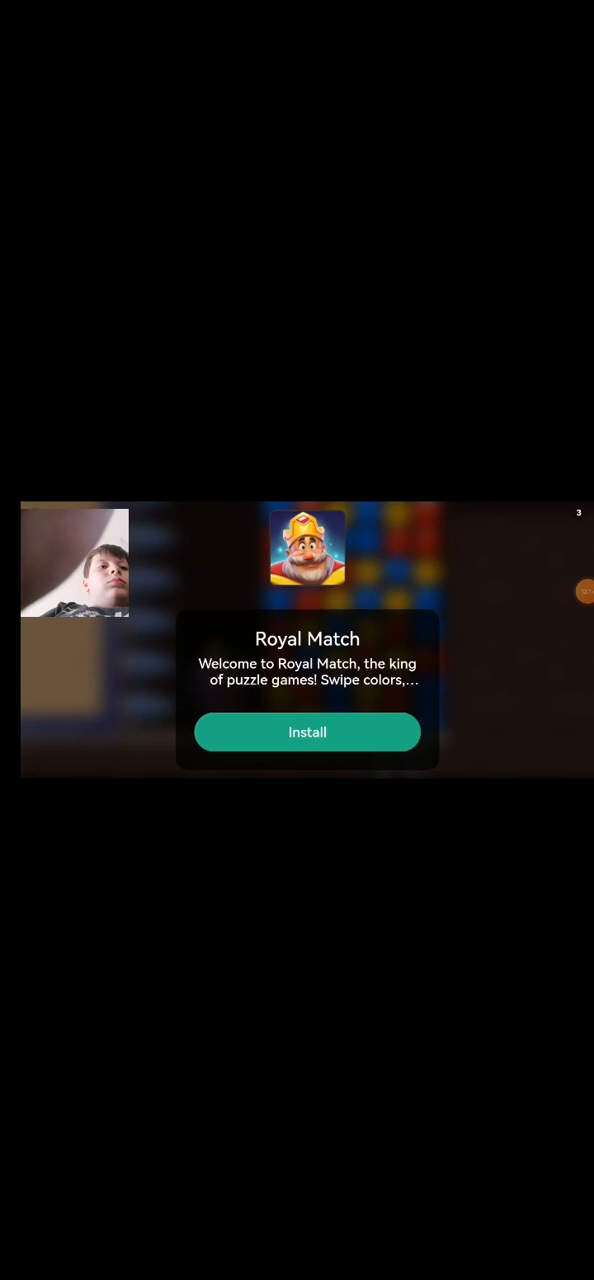 3
Royal Match
Welcome to Royal Match, the king
of puzzle games! Swipe colors,...
Install